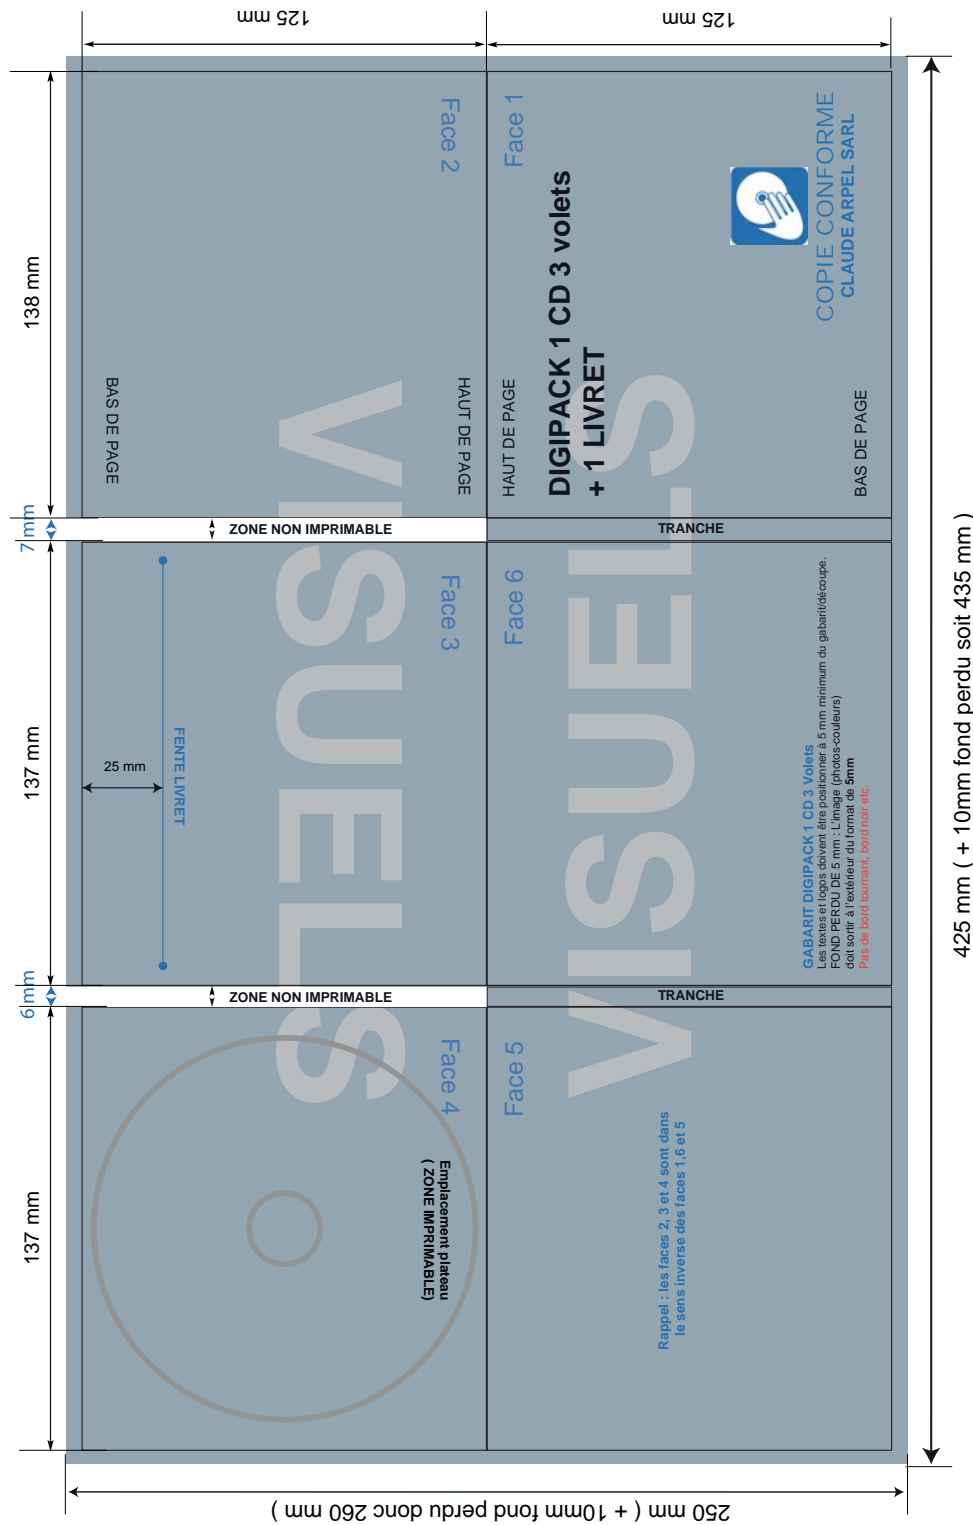 125 mm
125 mm
138 mm
7 mm
137 mm
6 mm
137 mm
425 mm ( + 10mm fond perdu soit 435 mm )
250 mm ( + 10mm fond perdu donc 260 mm )
Face 2
BAS DE PAGE
HAUT DE PAGE
Face 1
HAUT DE PAGE
DIGIPACK 1 CD 3 volets
+ 1 LIVRET
COPIE CONFORME
CLAUDE ARPEL SARL
BAS DE PAGE
ZONE NON IMPRIMABLE
TRANCHE
VISUELS
VISUELS
Face 3
FENTE LIVRET
25 mm
Face 6
GABARIT DIGIPACK 1 CD 3 Volets
Les textes et logos doivent être positionner à 5 mm minimum du gabarit/découpe.
FOND PERDU DE 5 mm : L'image (photos-couleurs)
doit sortir à l'extérieur du format de 5mm
Pas de bord tournant, bord noir etc.
ZONE NON IMPRIMABLE
TRANCHE
Face 4
Emplacement plateau
( ZONE IMPRIMABLE)
Face 5
Rappel : les faces 2, 3 et 4 sont dans
le sens inverse des faces 1,6 et 5